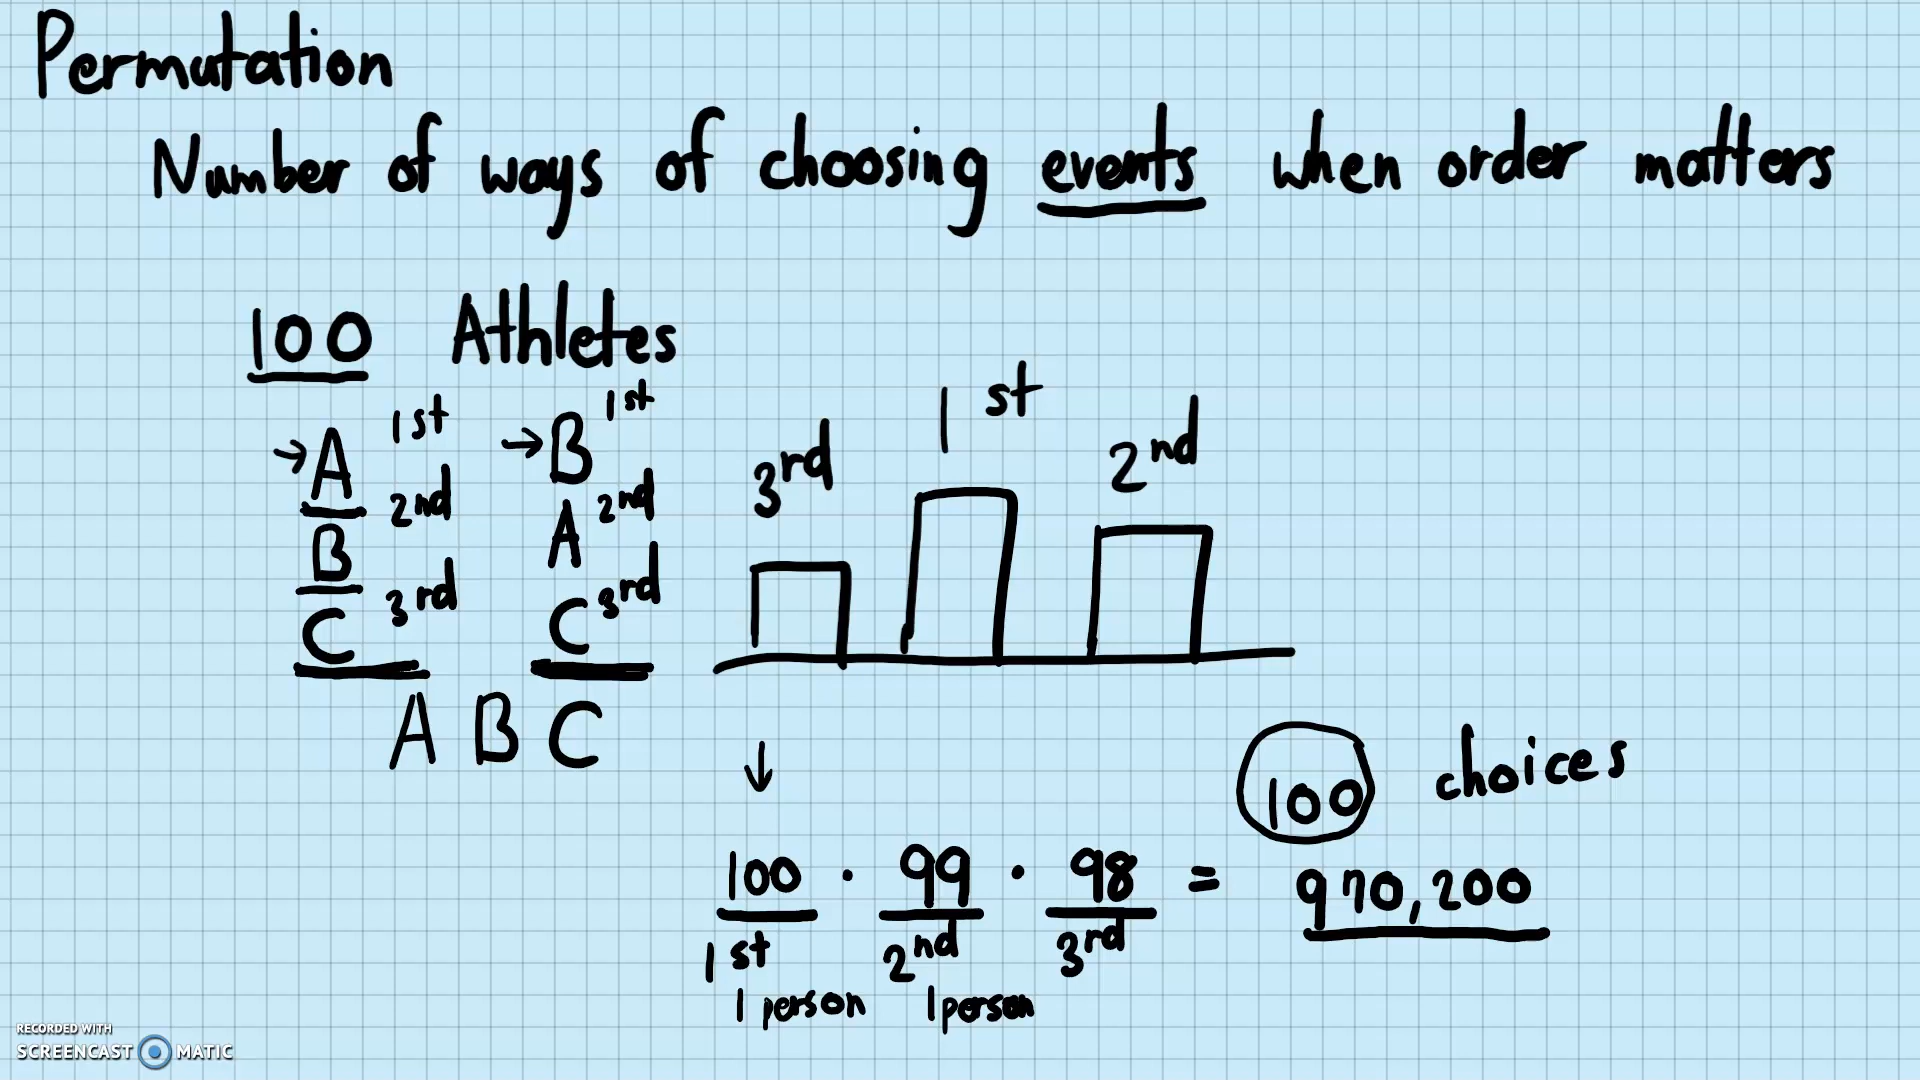 Permutation
Number of ways of choosing events when order matters
100 Athletes
→A 1st
2nd
B
3rd
C
→B 1st
A 2nd
C 3rd
3rd
1st
2nd
A B C
↓
100 choices
100 · 99 · 98 = 970,200
1st 2nd 3rd
1 person 1 person
RECORDED WITH
SCREENCAST MATIC